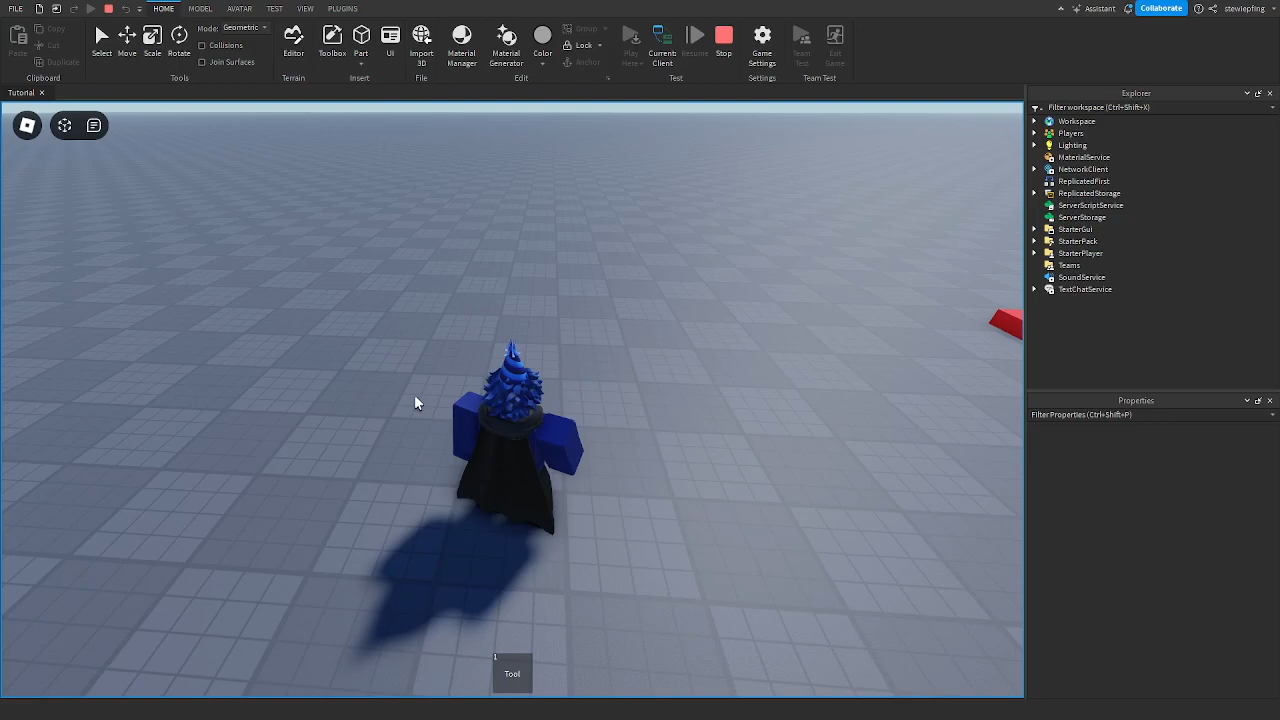 FILE HOME MODEL AVATAR TEST VIEW PLUGINS Assistant Collaborate stewiepfing
Paste Copy Cut Duplicate Clipboard
Select Move Scale Rotate Mode: Geometric Collisions Join Surfaces Tools
Editor Terrain
Toolbox Part UI Insert
Import 3D File
Material Manager Material Generator Color Group Lock Anchor Edit
Play Here Current: Client Resume Stop Test
Game Settings Settings
Team Test Exit Game Team Test
Tutorial
Tool
1
Explorer
Filter workspace (Ctrl+Shift+X)
Workspace
Players
Lighting
MaterialService
NetworkClient
ReplicatedFirst
ReplicatedStorage
ServerScriptService
ServerStorage
StarterGui
StarterPack
StarterPlayer
Teams
SoundService
TextChatService
Properties
Filter Properties (Ctrl+Shift+P)